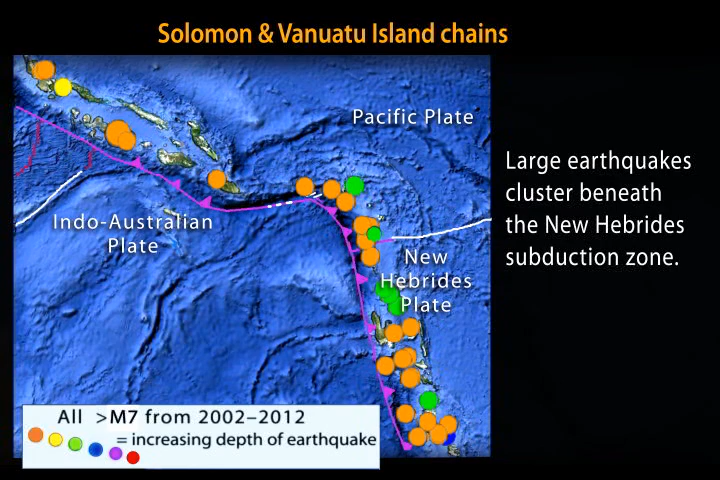 Solomon & Vanuatu Island chains
Pacific Plate
Large earthquakes
cluster beneath
the New Hebrides
subduction zone.
Indo-Australian
Plate
New
Hebrides
Plate
All >M7 from 2002–2012
= increasing depth of earthquake